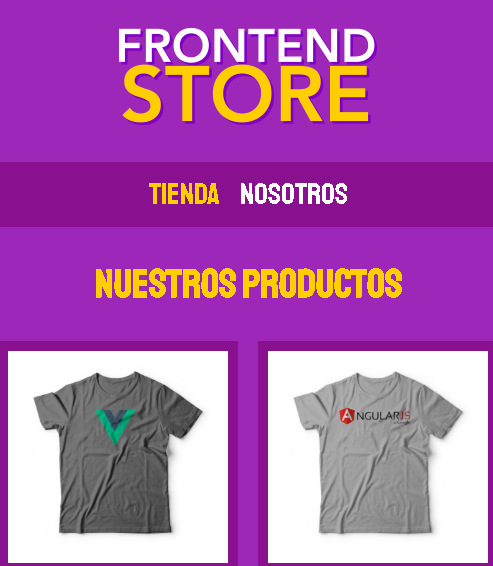 FRONTEND
STORE
TIENDA NOSOTROS
NUESTROS PRODUCTOS
ANGULARJS